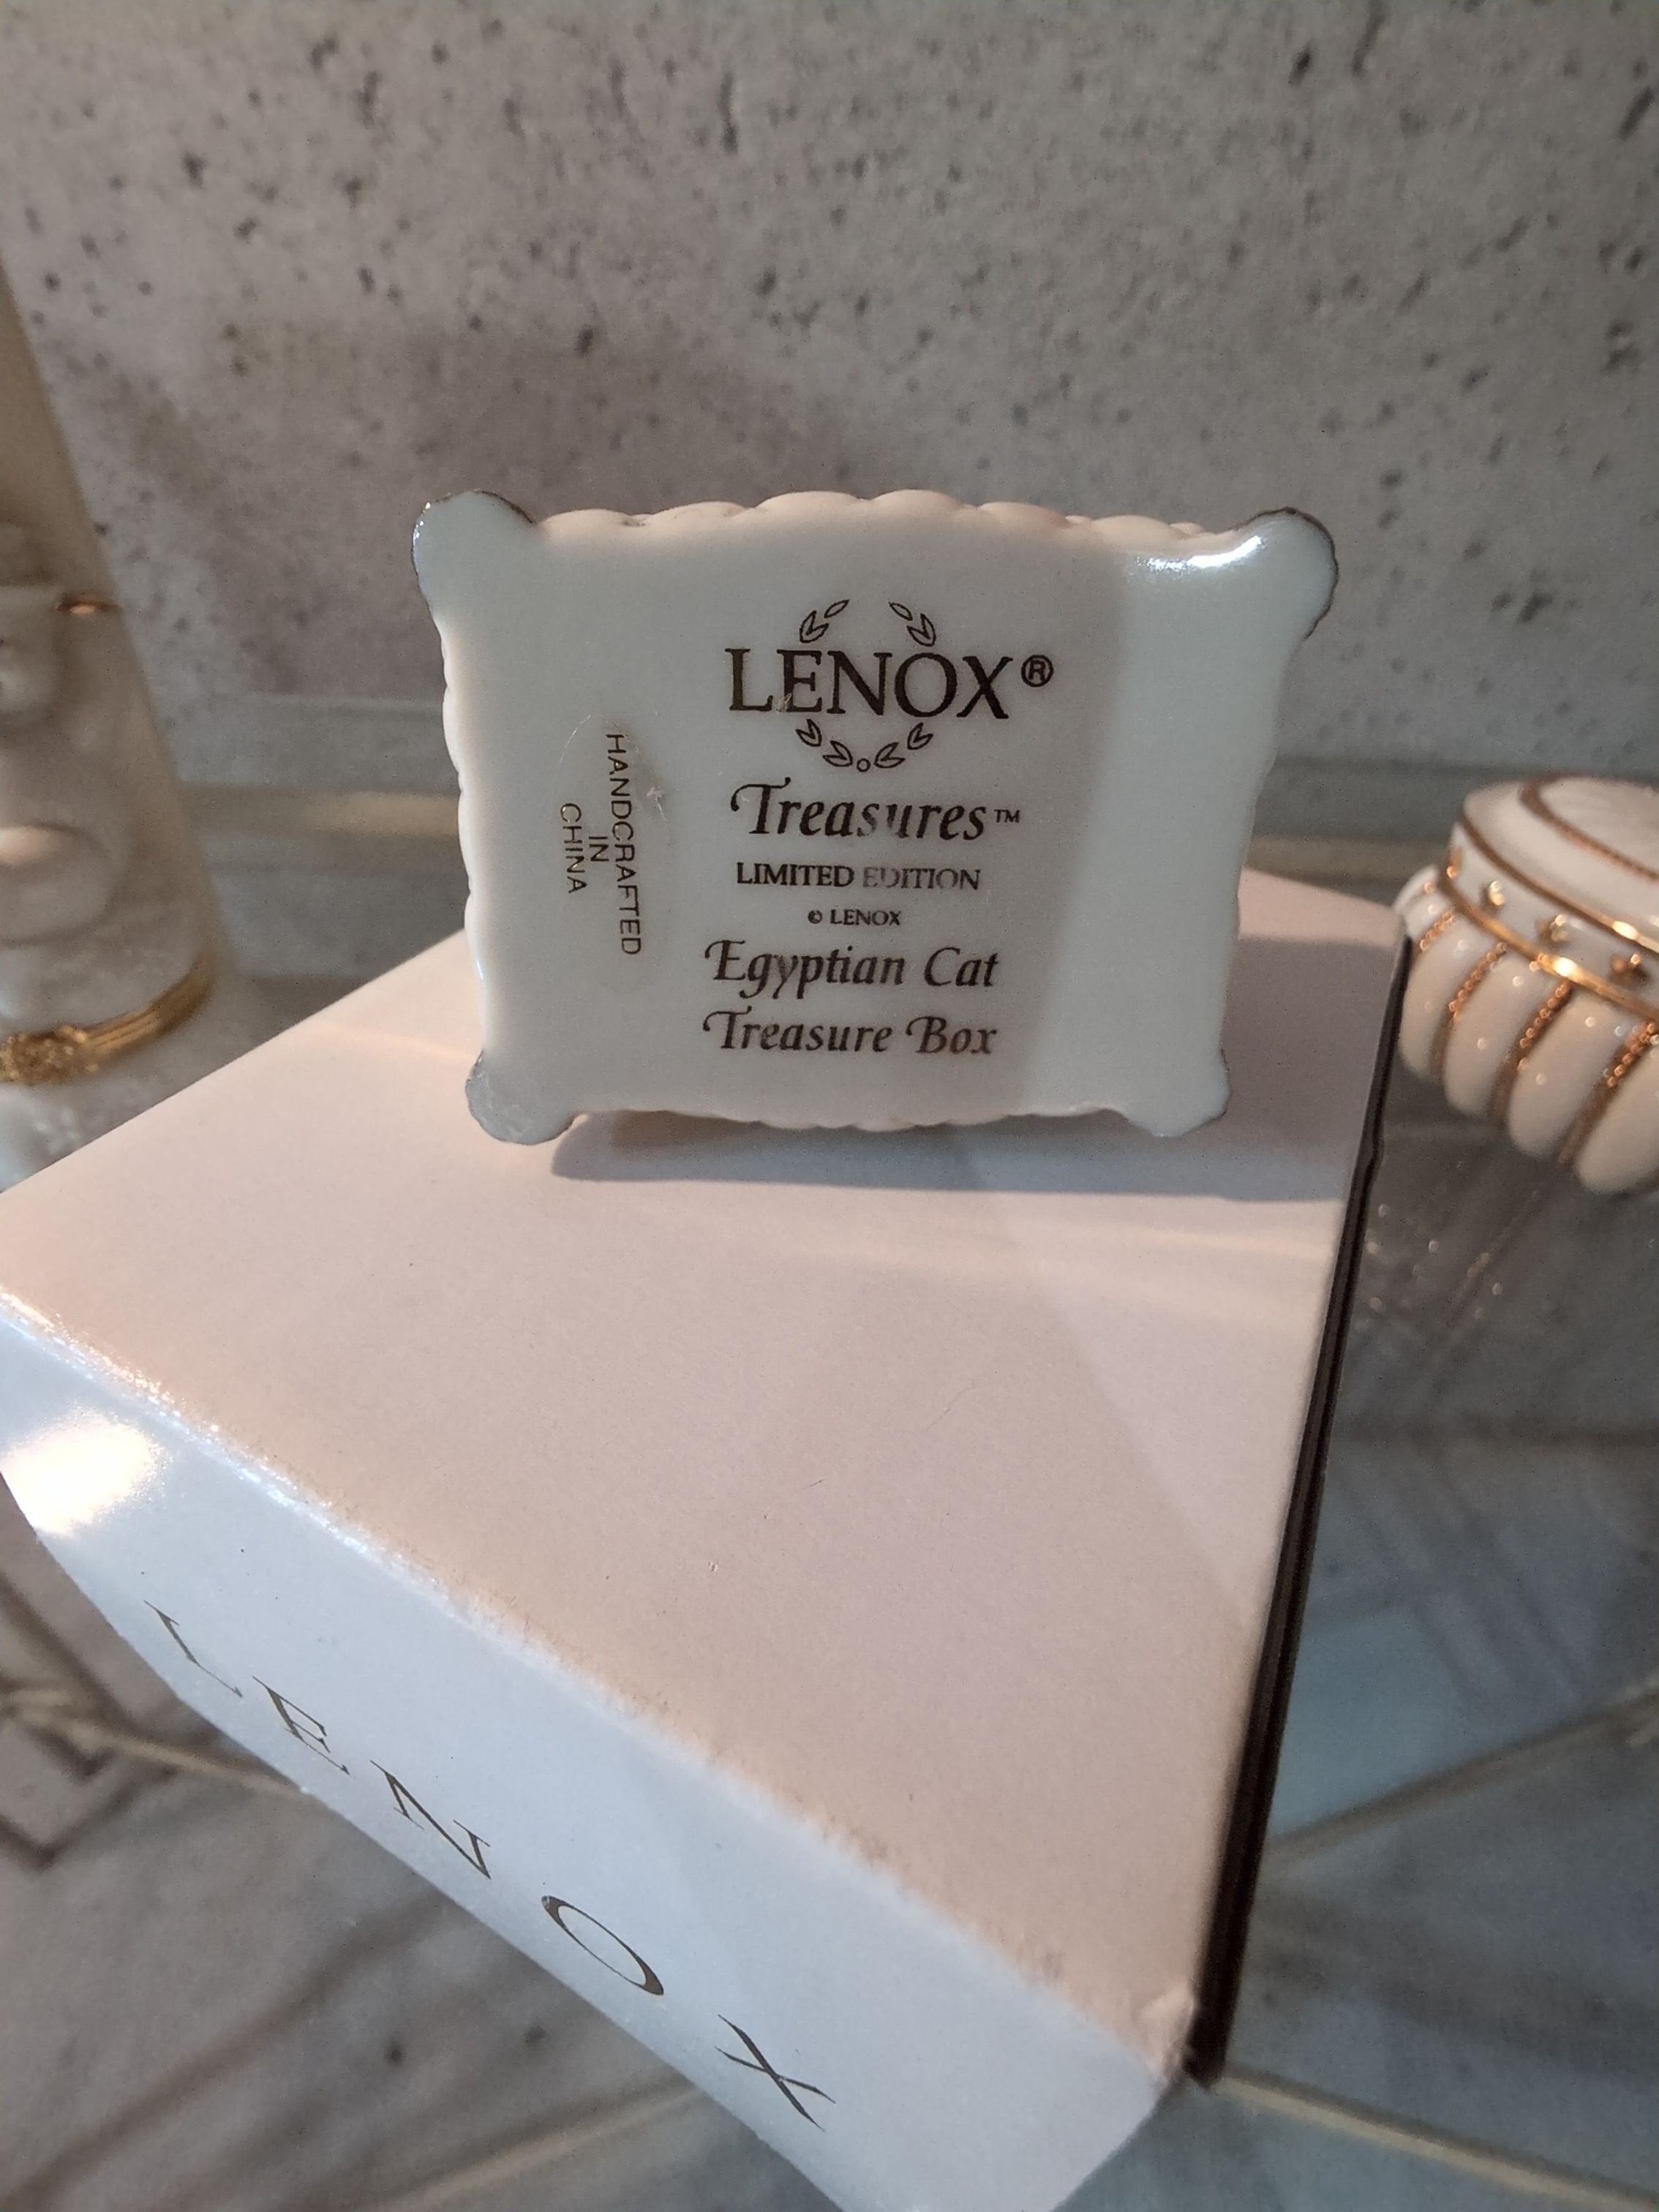 LENOX®
Treasures™
LIMITED EDITION
© LENOX
Egyptian Cat
Treasure Box
HANDCRAFTED
IN
CHINA
LENOX